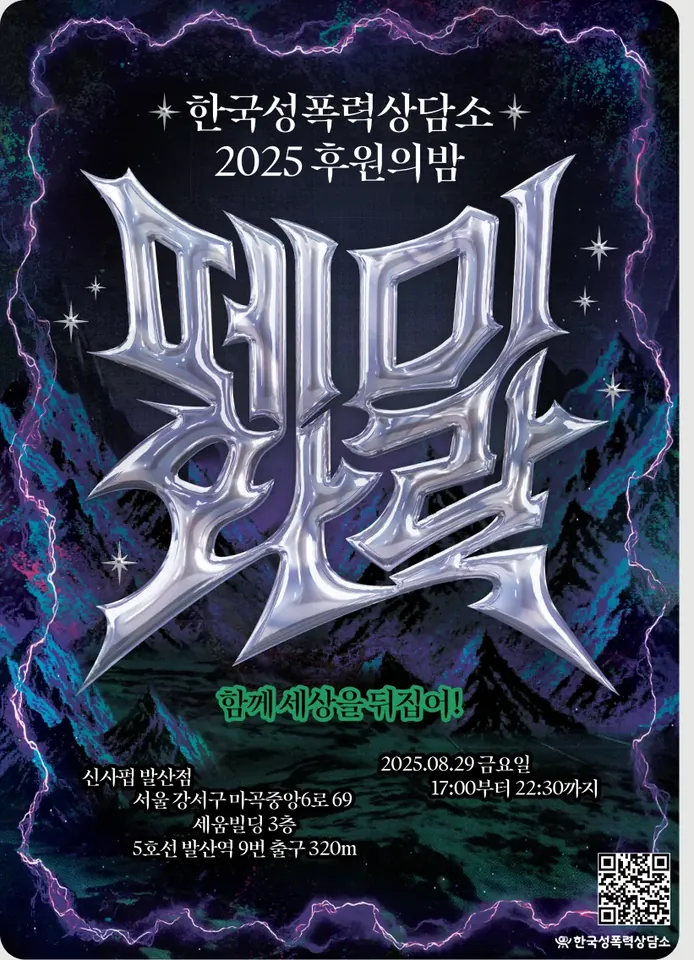 한국성폭력상담소
2025 후원의밤
함께 세상을 뒤집어!
신사펍 발산점
서울 강서구 마곡중앙6로 69
세움빌딩 3층
5호선 발산역 9번 출구 320m
2025.08.29 금요일
17:00부터 22:30까지
한국성폭력상담소